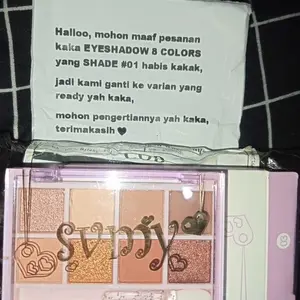 Halloo, mohon maaf pesanan
kaka EYESHADOW 8 COLORS
yang SHADE #01 habis kakak,
jadi kami ganti ke varian yang
ready yah kaka,
mohon pengertiannya yah kaka,
terimakasih🖤